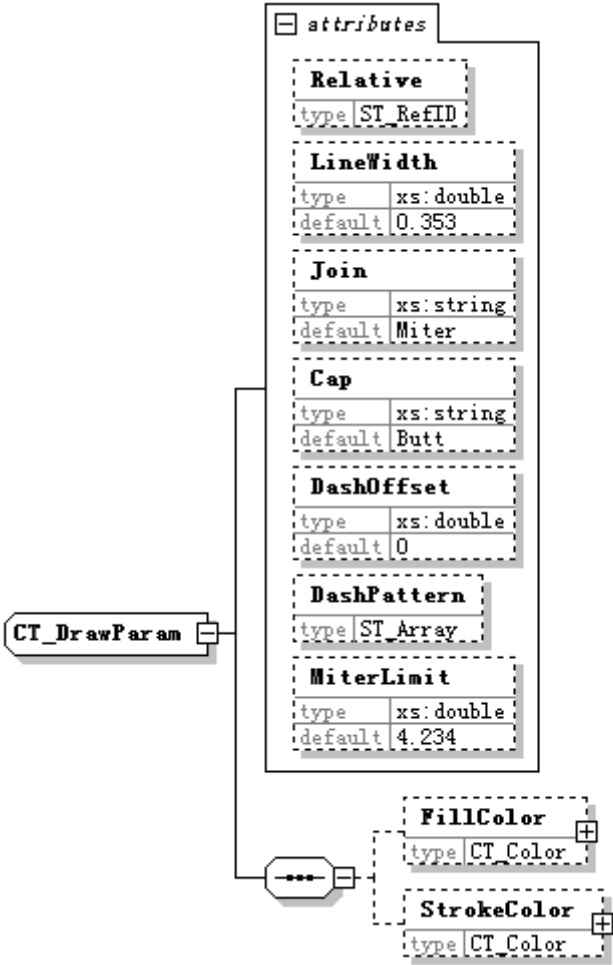 attributes
Relative
type ST_RefID
LineWidth
type xs:double
default 0.353
Join
type xs:string
default Miter
Cap
type xs:string
default Butt
DashOffset
type xs:double
default 0
DashPattern
type ST_Array
MiterLimit
type xs:double
default 4.234
CT_DrawParam
FillColor
type CT_Color
StrokeColor
type CT_Color